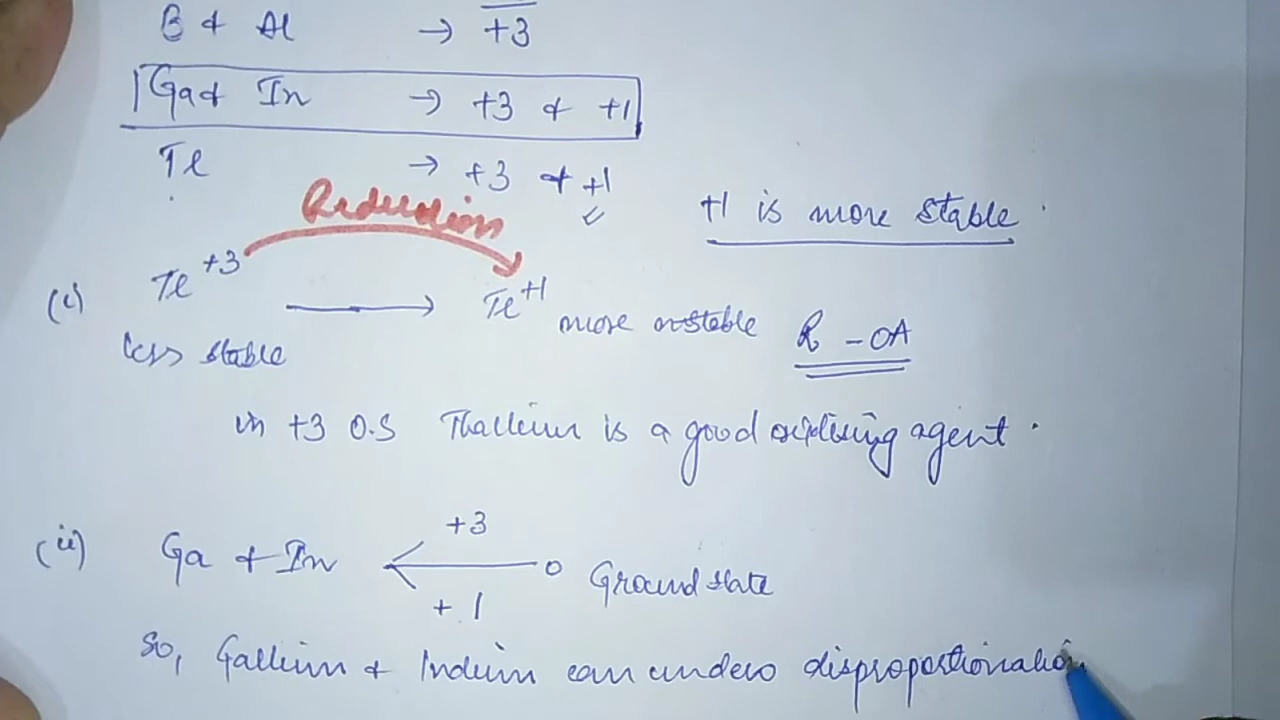 B & Al → +3
Ga & In → +3 & +1
Tl → +3 & +1
+1 is more stable.
Reduction
(i) Tl +3 → Tl +1 more stable R - OA
less stable
in +3 O.S Thallium is a good oxidising agent.
+3
(ii) Ga & In 0 Ground state
+1
So, Gallium & Indium can undero disproportionatio